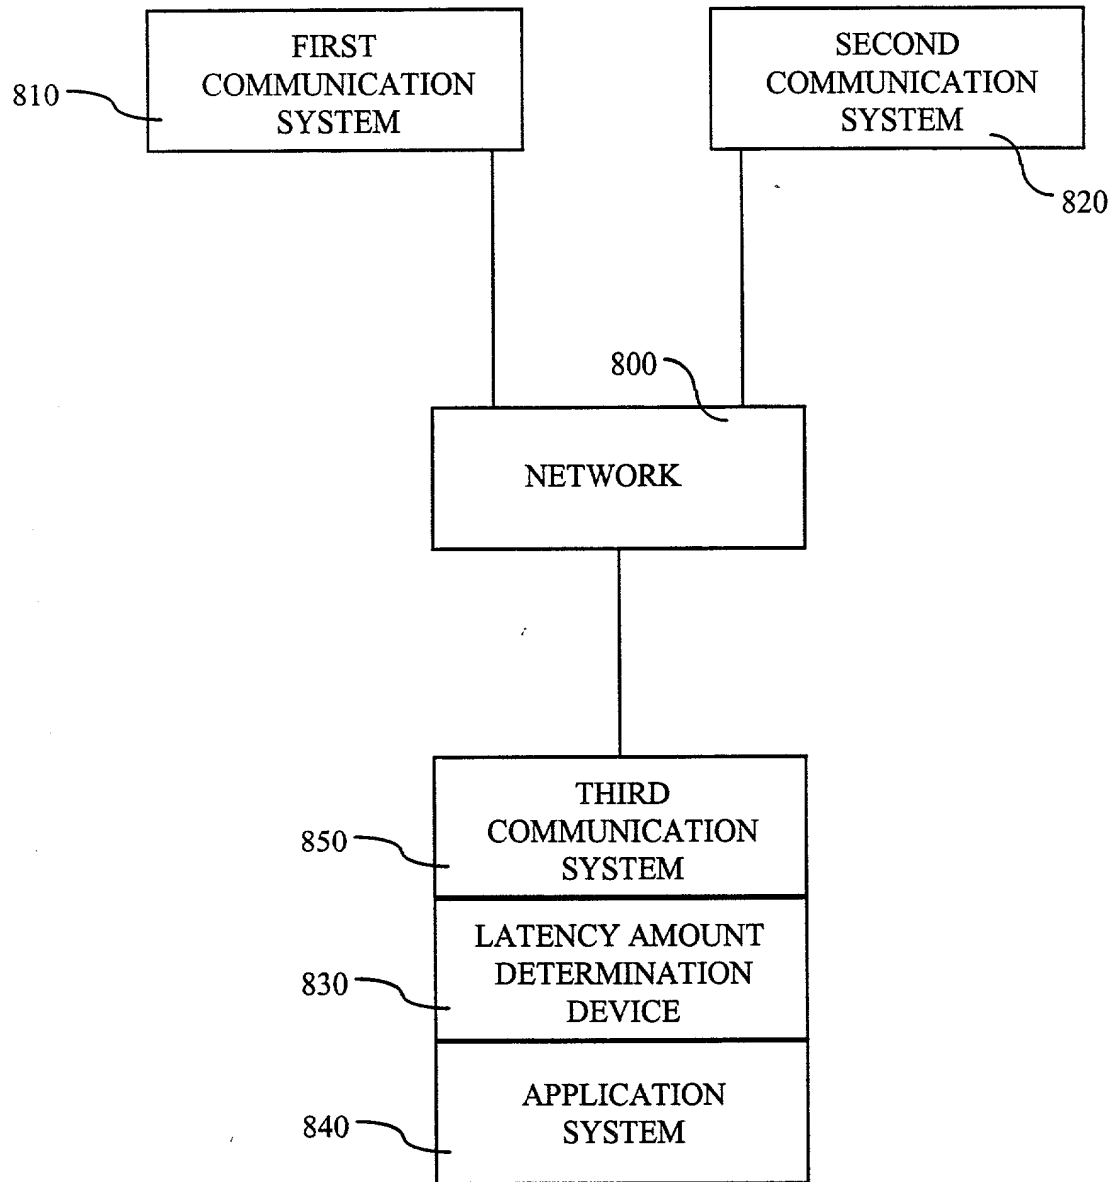 FIRST
COMMUNICATION
SYSTEM
810
SECOND
COMMUNICATION
SYSTEM
820
800
NETWORK
THIRD
COMMUNICATION
SYSTEM
850
LATENCY AMOUNT
DETERMINATION
DEVICE
830
APPLICATION
SYSTEM
840